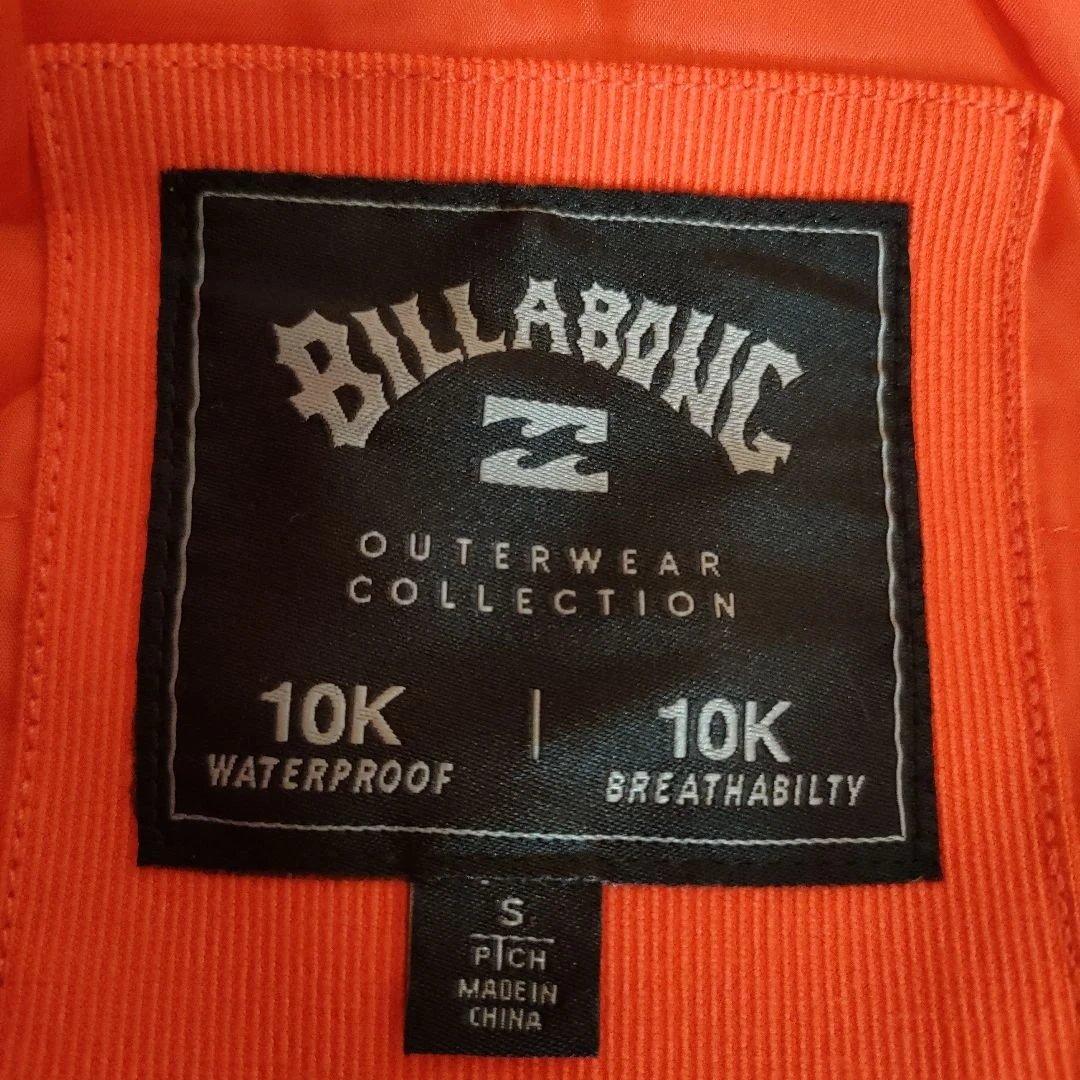 BILLABONG
OUTERWEAR
COLLECTION
10K | 10K
WATERPROOF BREATHABILTY
S
P T CH
MADE IN
CHINA